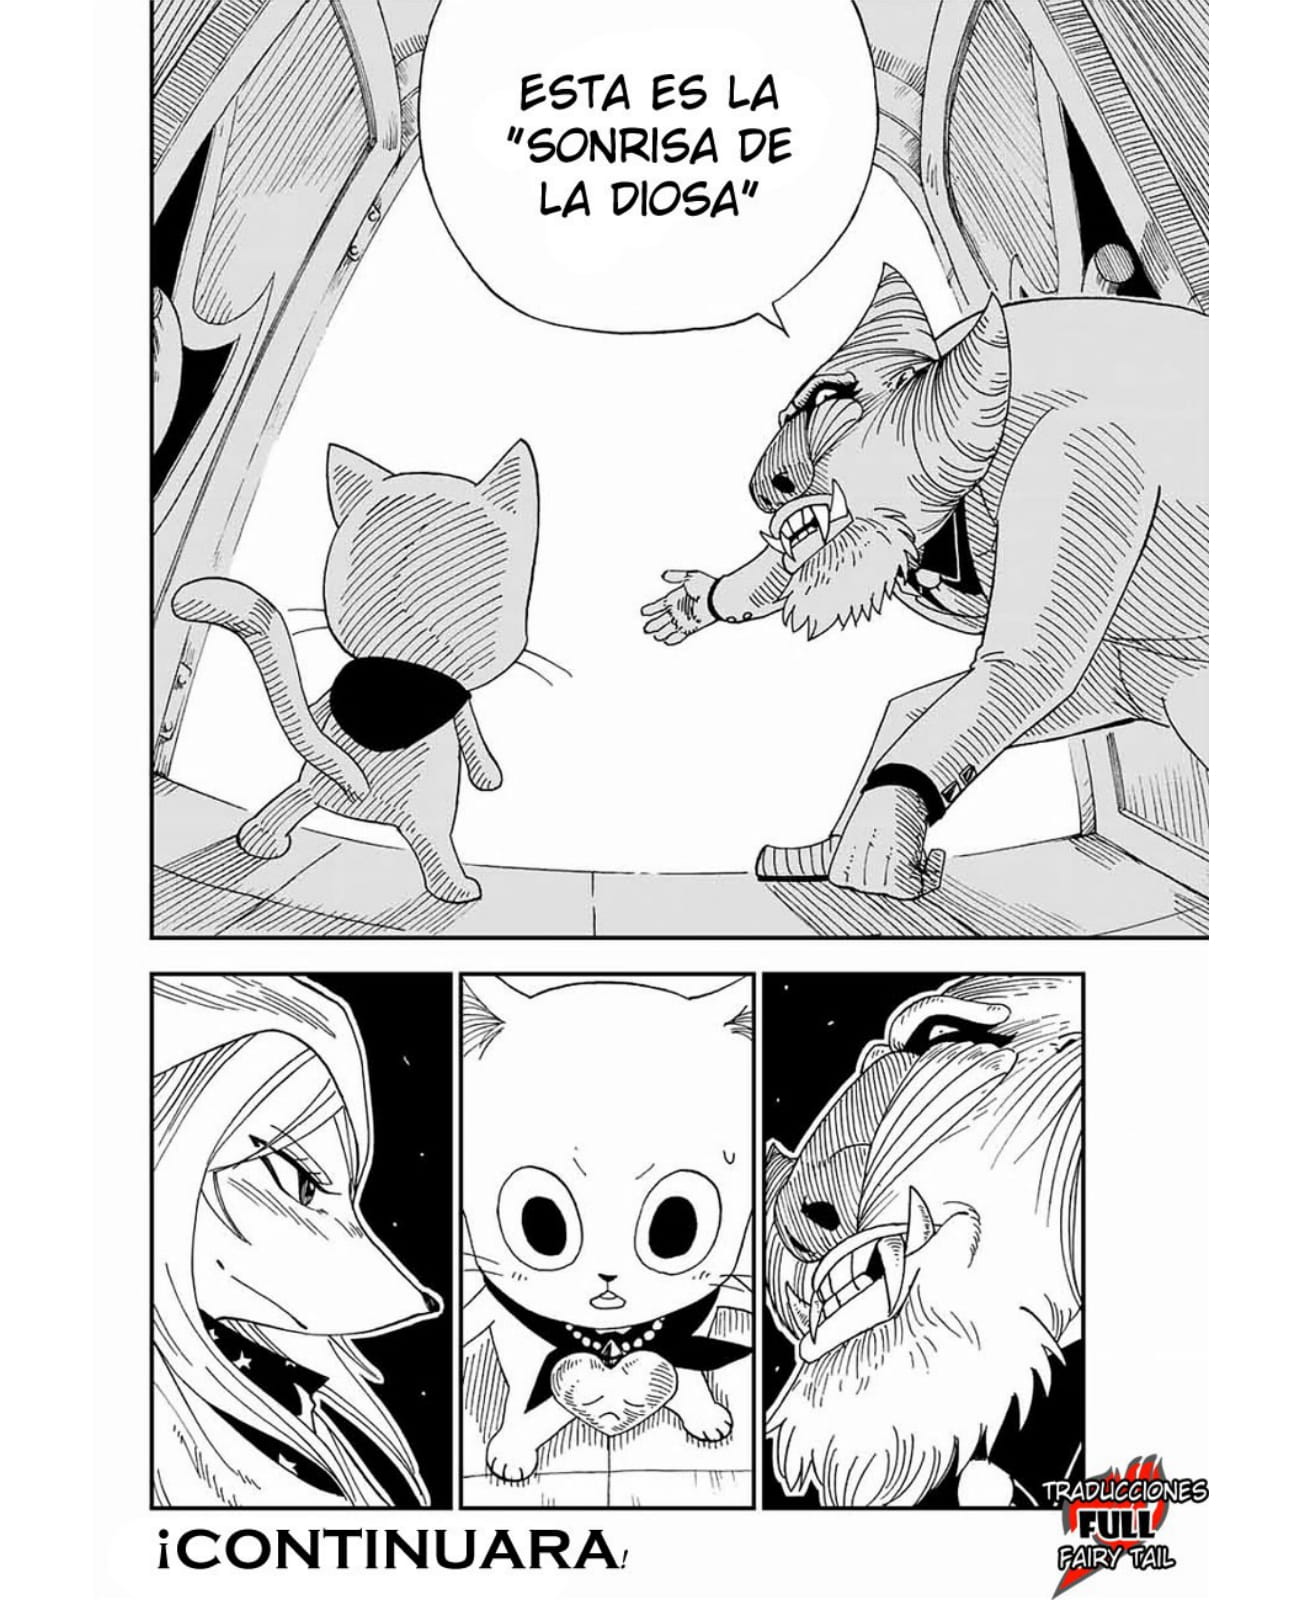 ESTA ES LA
"SONRISA DE
LA DIOSA"
¡CONTINUARA!
TRADUCCIONES
FULL
FAIRY TAIL